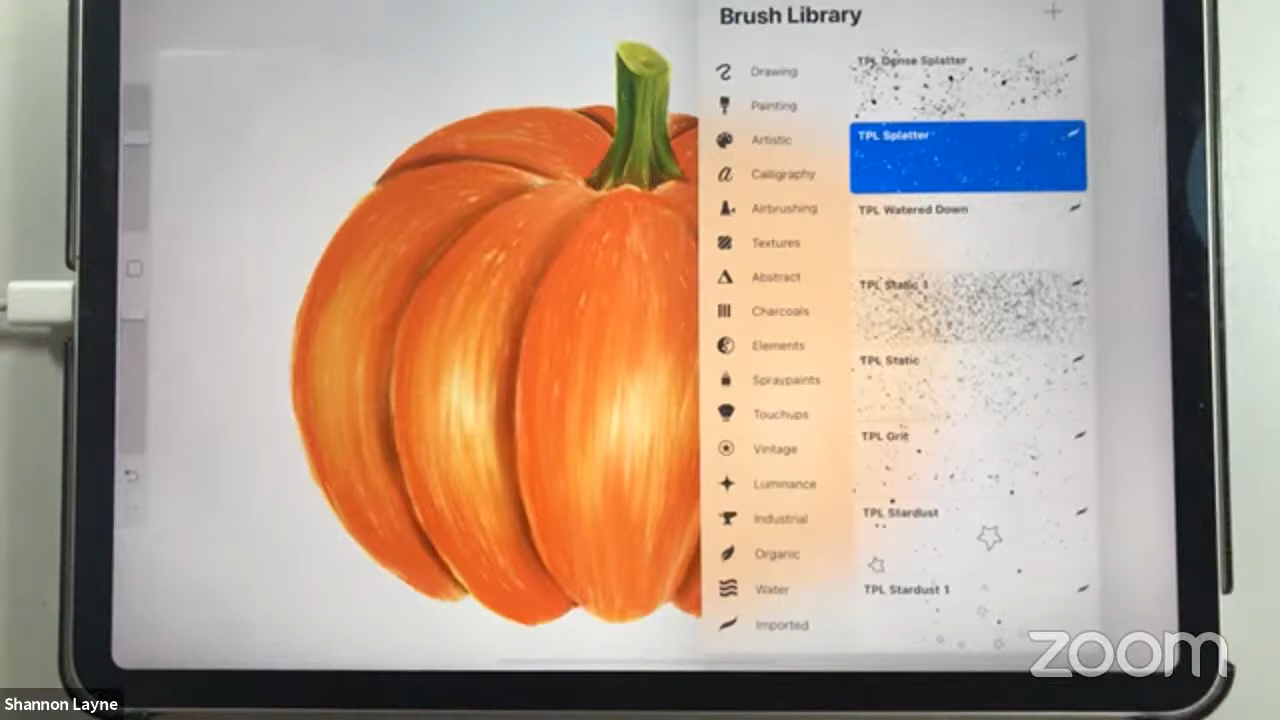 Brush Library
Drawing
Painting
Artistic
Calligraphy
Airbrushing
Textures
Abstract
Charcoals
Elements
Spraypaints
Touchups
Vintage
Luminance
Industrial
Organic
Water
Imported
TPL Dense Splatter
TPL Splatter
TPL Watered Down
TPL Static 1
TPL Static
TPL Grit
TPL Stardust
TPL Stardust 1
zoom
Shannon Layne